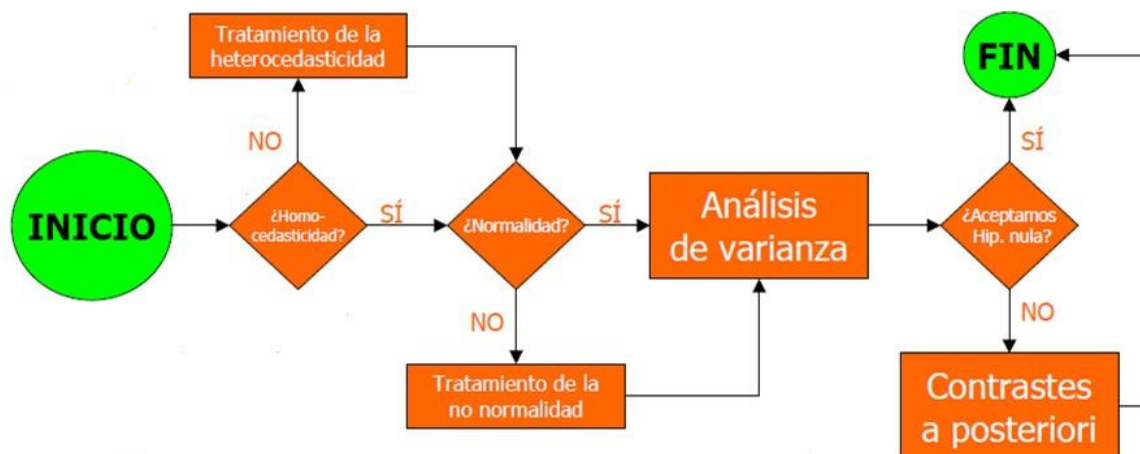 Tratamiento de la
heterocedasticidad
FIN
NO
SÍ
INICIO
¿Homo-
cedasticidad?
SÍ
¿Normalidad?
SÍ
Análisis
de varianza
¿Aceptamos
Hip. nula?
NO
NO
Tratamiento de la
no normalidad
Contrastes
a posteriori